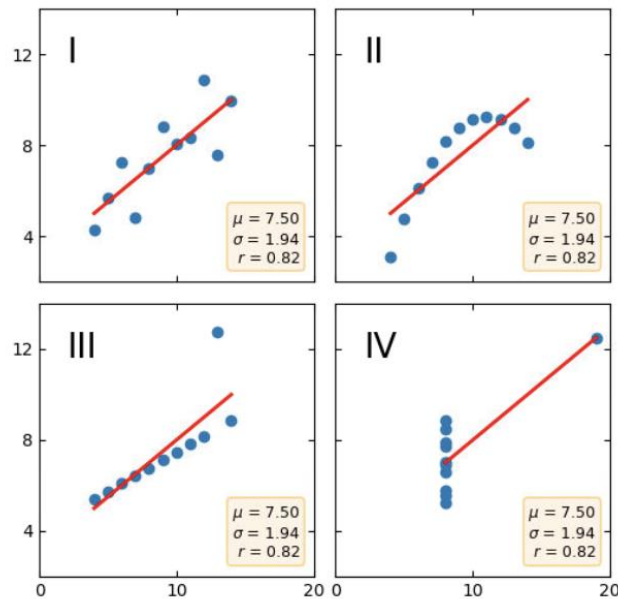 I
12
8
4
μ = 7.50
σ = 1.94
r = 0.82
II
μ = 7.50
σ = 1.94
r = 0.82
III
12
8
4
μ = 7.50
σ = 1.94
r = 0.82
0
10
20
IV
μ = 7.50
σ = 1.94
r = 0.82
0
10
20